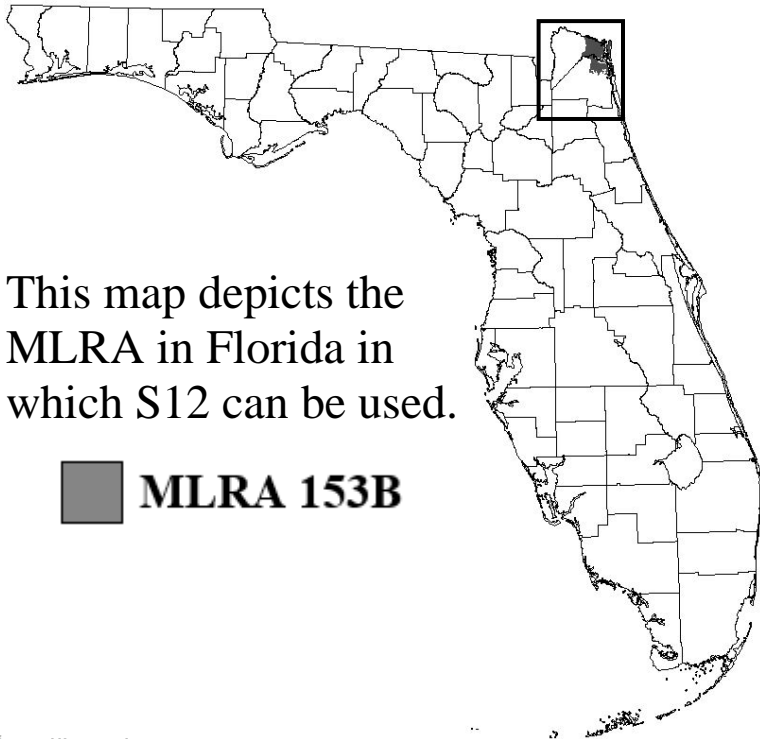 This map depicts the
MLRA in Florida in
which S12 can be used.
MLRA 153B